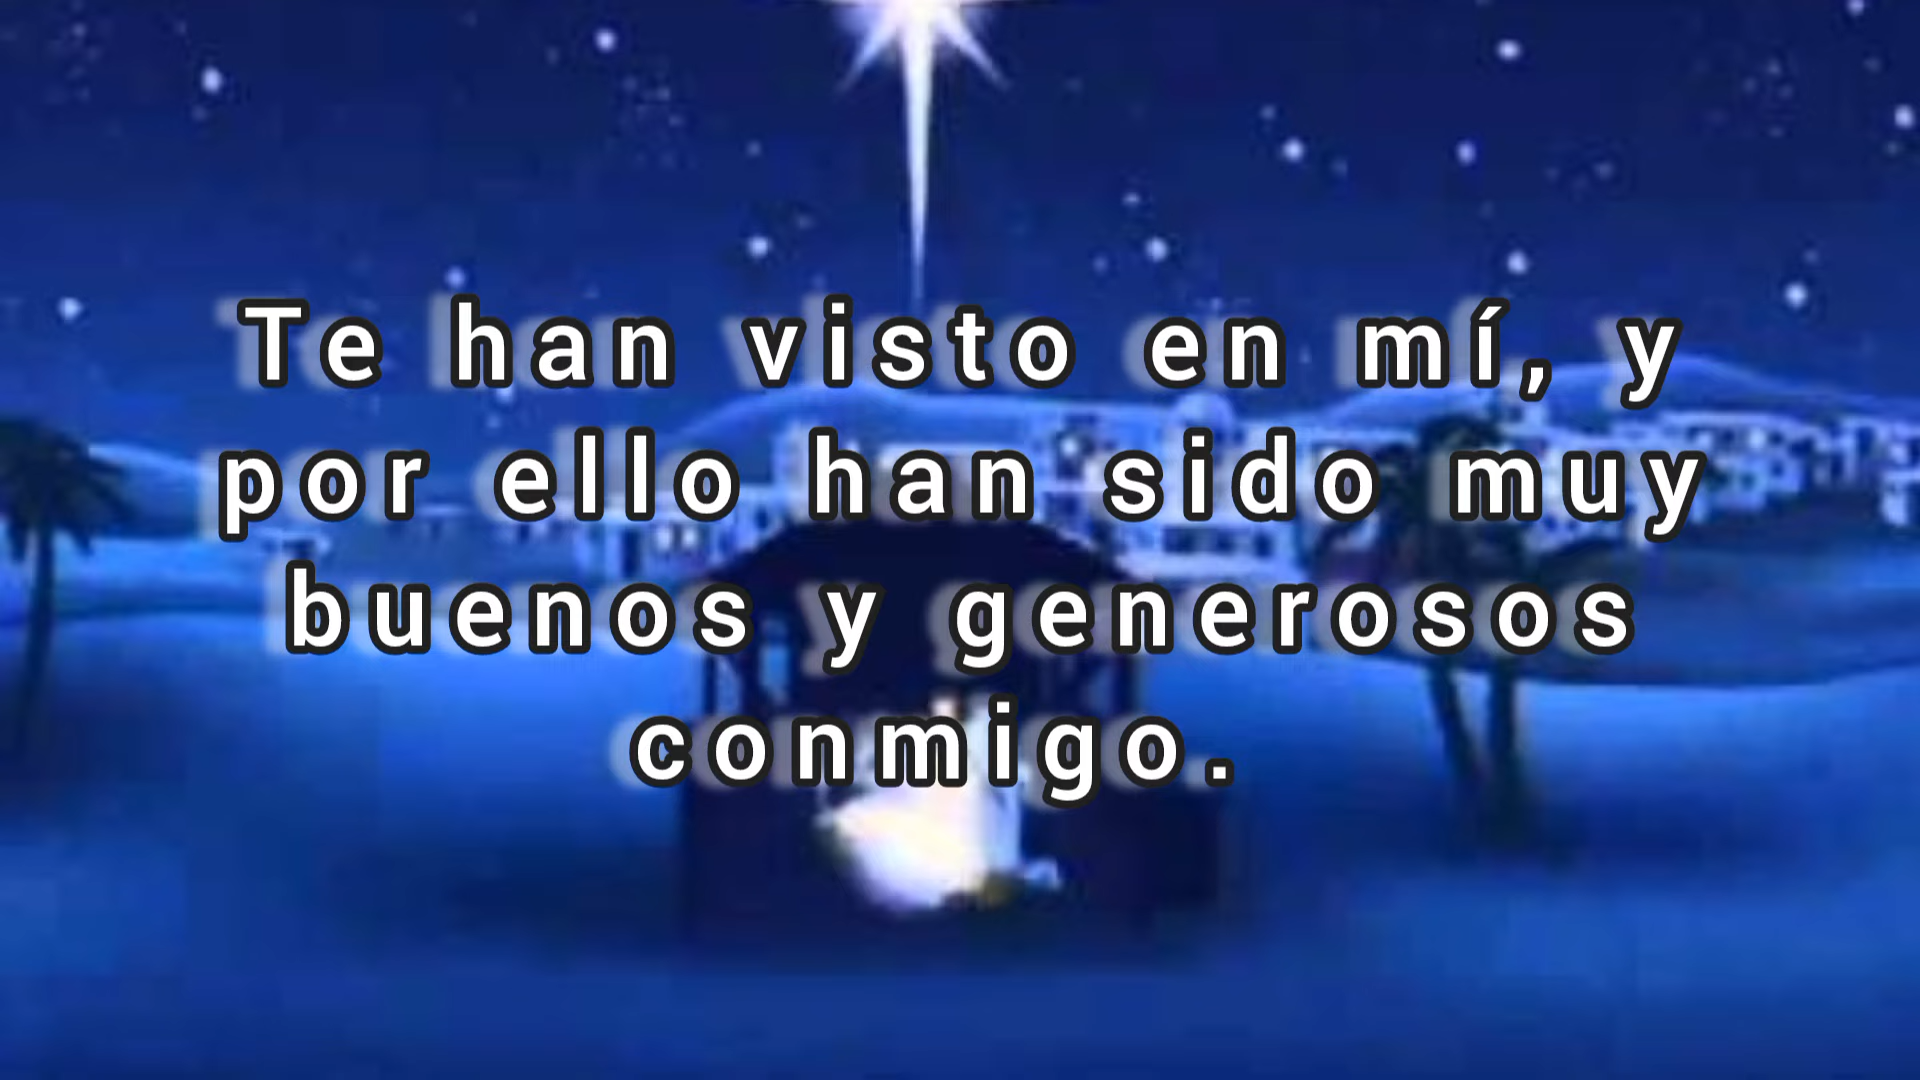 Te han visto en mí, y
por ello han sido muy
buenos y generosos
conmigo.